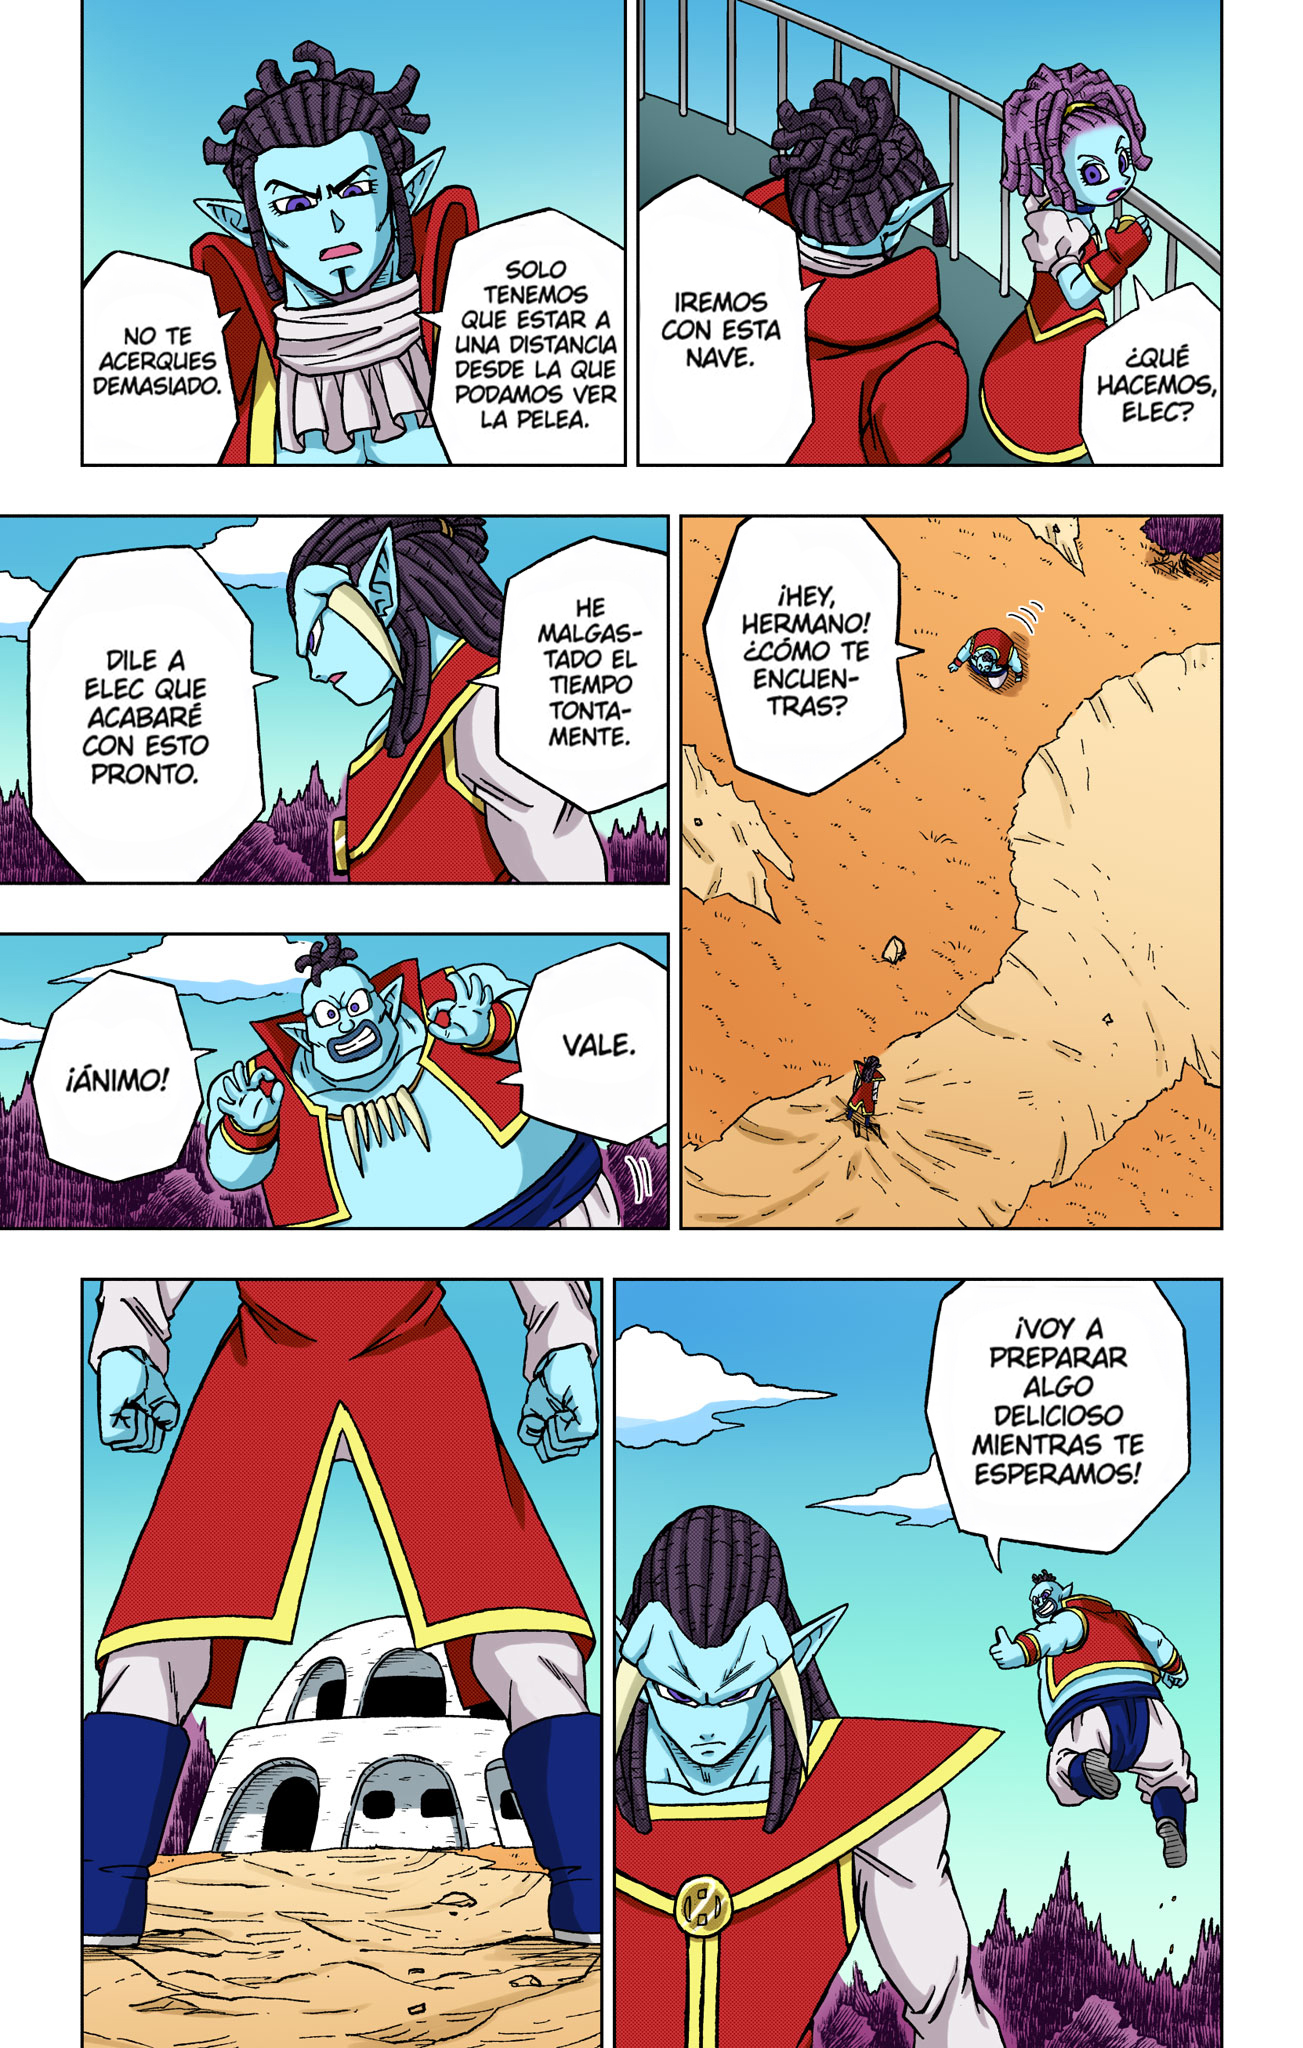 ¿QUÉ
HACEMOS,
ELEC?
IREMOS
CON ESTA
NAVE.
SOLO
TENEMOS
QUE ESTAR A
UNA DISTANCIA
DESDE LA QUE
PODAMOS VER
LA PELEA.
NO TE
ACERQUES
DEMASIADO.
¡HEY,
HERMANO!
¿CÓMO TE
ENCUEN-
TRAS?
HE
MALGAS-
TADO EL
TIEMPO
TONTA-
MENTE.
DILE A
ELEC QUE
ACABARÉ
CON ESTO
PRONTO.
VALE.
¡ÁNIMO!
¡VOY A
PREPARAR
ALGO
DELICIOSO
MIENTRAS TE
ESPERAMOS!